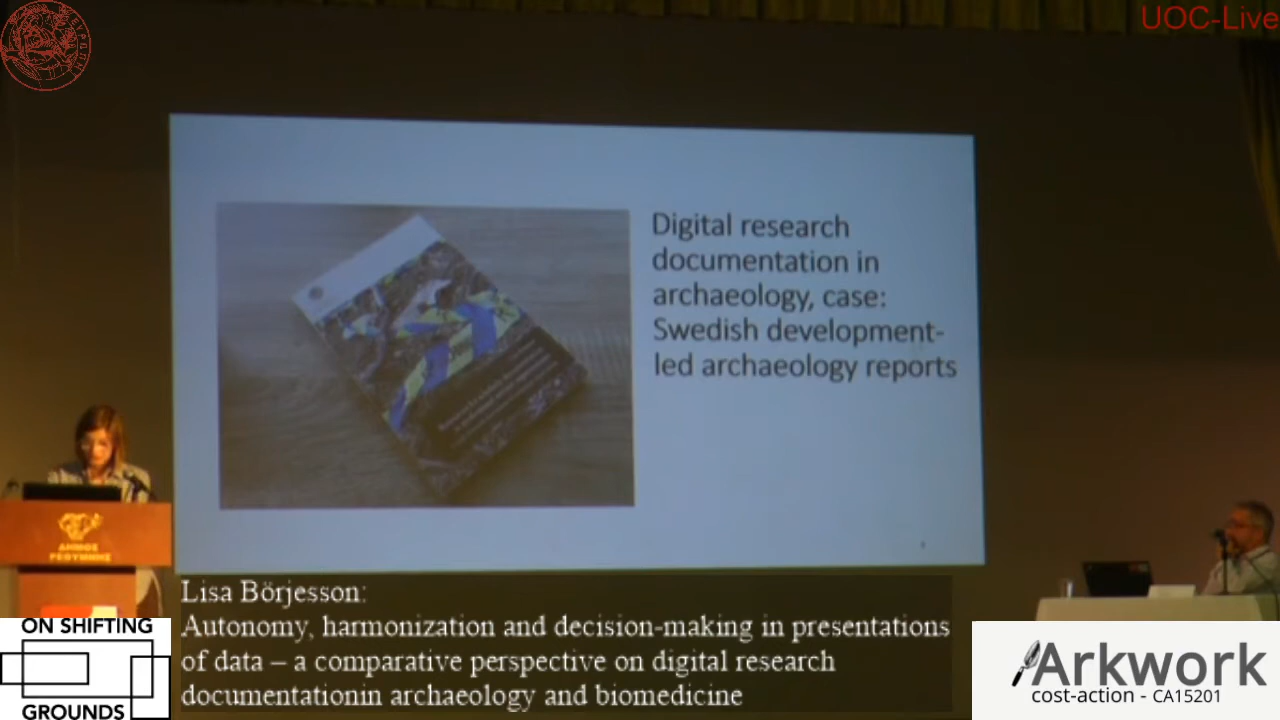 UOC-Live
Digital research
documentation in
archaeology, case:
Swedish development-
led archaeology reports
ΔΗΜΟΣ
ΡΕΘΥΜΝΗΣ
Lisa Börjesson:
Autonomy, harmonization and decision-making in presentations
of data – a comparative perspective on digital research
documentationin archaeology and biomedicine
ON SHIFTING
GROUNDS
Arkwork
cost-action - CA15201